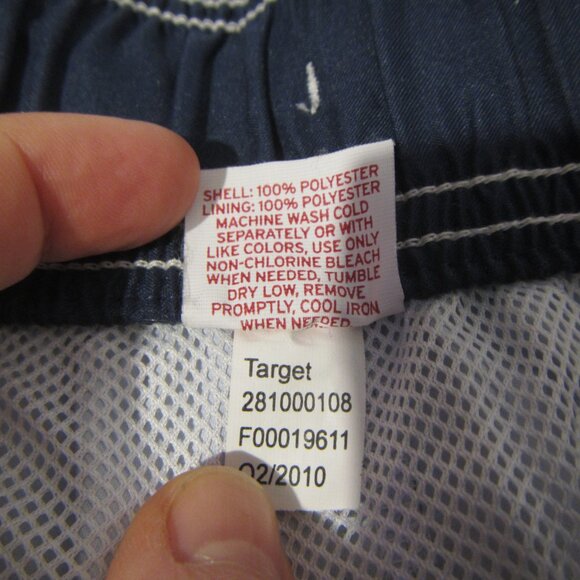 SHELL: 100% POLYESTER
LINING: 100% POLYESTER
MACHINE WASH COLD
SEPARATELY OR WITH
LIKE COLORS, USE ONLY
NON-CHLORINE BLEACH
WHEN NEEDED, TUMBLE
DRY LOW, REMOVE
PROMPTLY, COOL IRON
WHEN NEEDED
Target
281000108
F00019611
02/2010